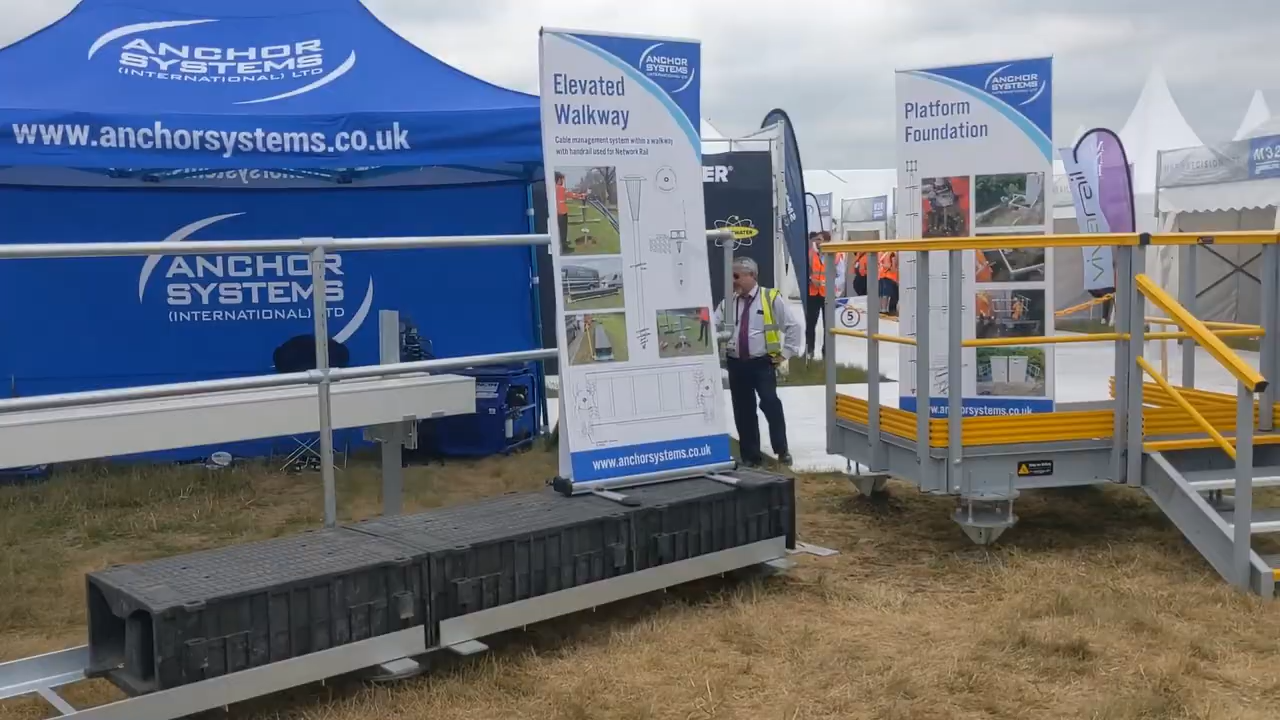 ANCHOR
SYSTEMS
(INTERNATIONAL) LTD
www.anchorsystems.co.uk
ANCHOR
SYSTEMS
(INTERNATIONAL) LTD
ANCHOR
SYSTEMS
Elevated
Walkway
Cable management system within a walkway
with handrail used for Network Rail
www.anchorsystems.co.uk
ANCHOR
SYSTEMS
Platform
Foundation
www.anchorsystems.co.uk
5
M32